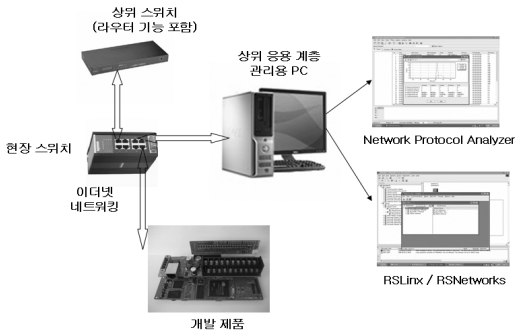 상위 스위치
(라우터 기능 포함)
상위 응용 계층
관리용 PC
현장 스위치
이더넷
네트워킹
Network Protocol Analyzer
RSLinx / RSNetworks
개발 제품